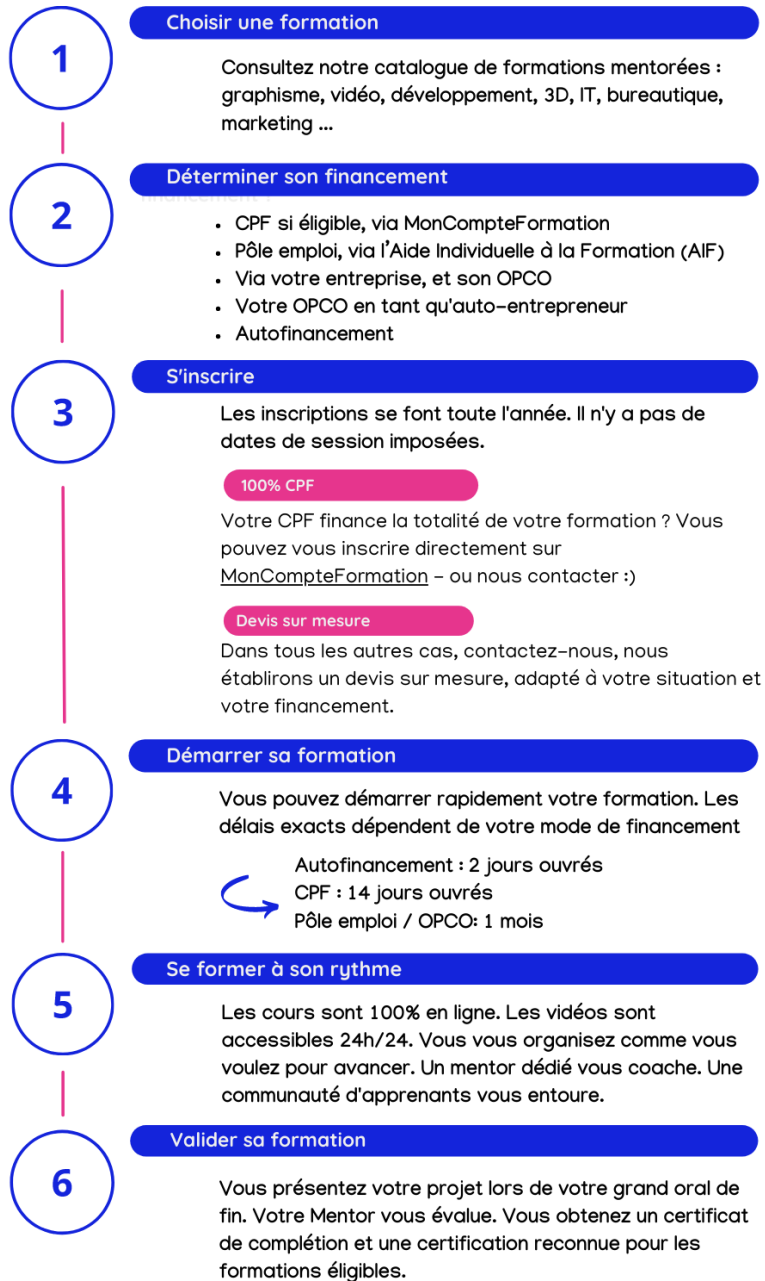 1
Choisir une formation
Consultez notre catalogue de formations mentorées :
graphisme, vidéo, développement, 3D, IT, bureautique,
marketing ...
2
Déterminer son financement
financement ?
• CPF si éligible, via MonCompteFormation
• Pôle emploi, via l'Aide Individuelle à la Formation (AIF)
• Via votre entreprise, et son OPCO
• Votre OPCO en tant qu'auto-entrepreneur
• Autofinancement
3
S'inscrire
Les inscriptions se font toute l'année. Il n'y a pas de
dates de session imposées.
100% CPF
Votre CPF finance la totalité de votre formation ? Vous
pouvez vous inscrire directement sur
MonCompteFormation - ou nous contacter :)
Devis sur mesure
Dans tous les autres cas, contactez-nous, nous
établirons un devis sur mesure, adapté à votre situation et
votre financement.
4
Démarrer sa formation
Vous pouvez démarrer rapidement votre formation. Les
délais exacts dépendent de votre mode de financement
Autofinancement : 2 jours ouvrés
CPF : 14 jours ouvrés
Pôle emploi / OPCO: 1 mois
5
Se former à son rythme
Les cours sont 100% en ligne. Les vidéos sont
accessibles 24h/24. Vous vous organisez comme vous
voulez pour avancer. Un mentor dédié vous coache. Une
communauté d'apprenants vous entoure.
6
Valider sa formation
Vous présentez votre projet lors de votre grand oral de
fin. Votre Mentor vous évalue. Vous obtenez un certificat
de complétion et une certification reconnue pour les
formations éligibles.